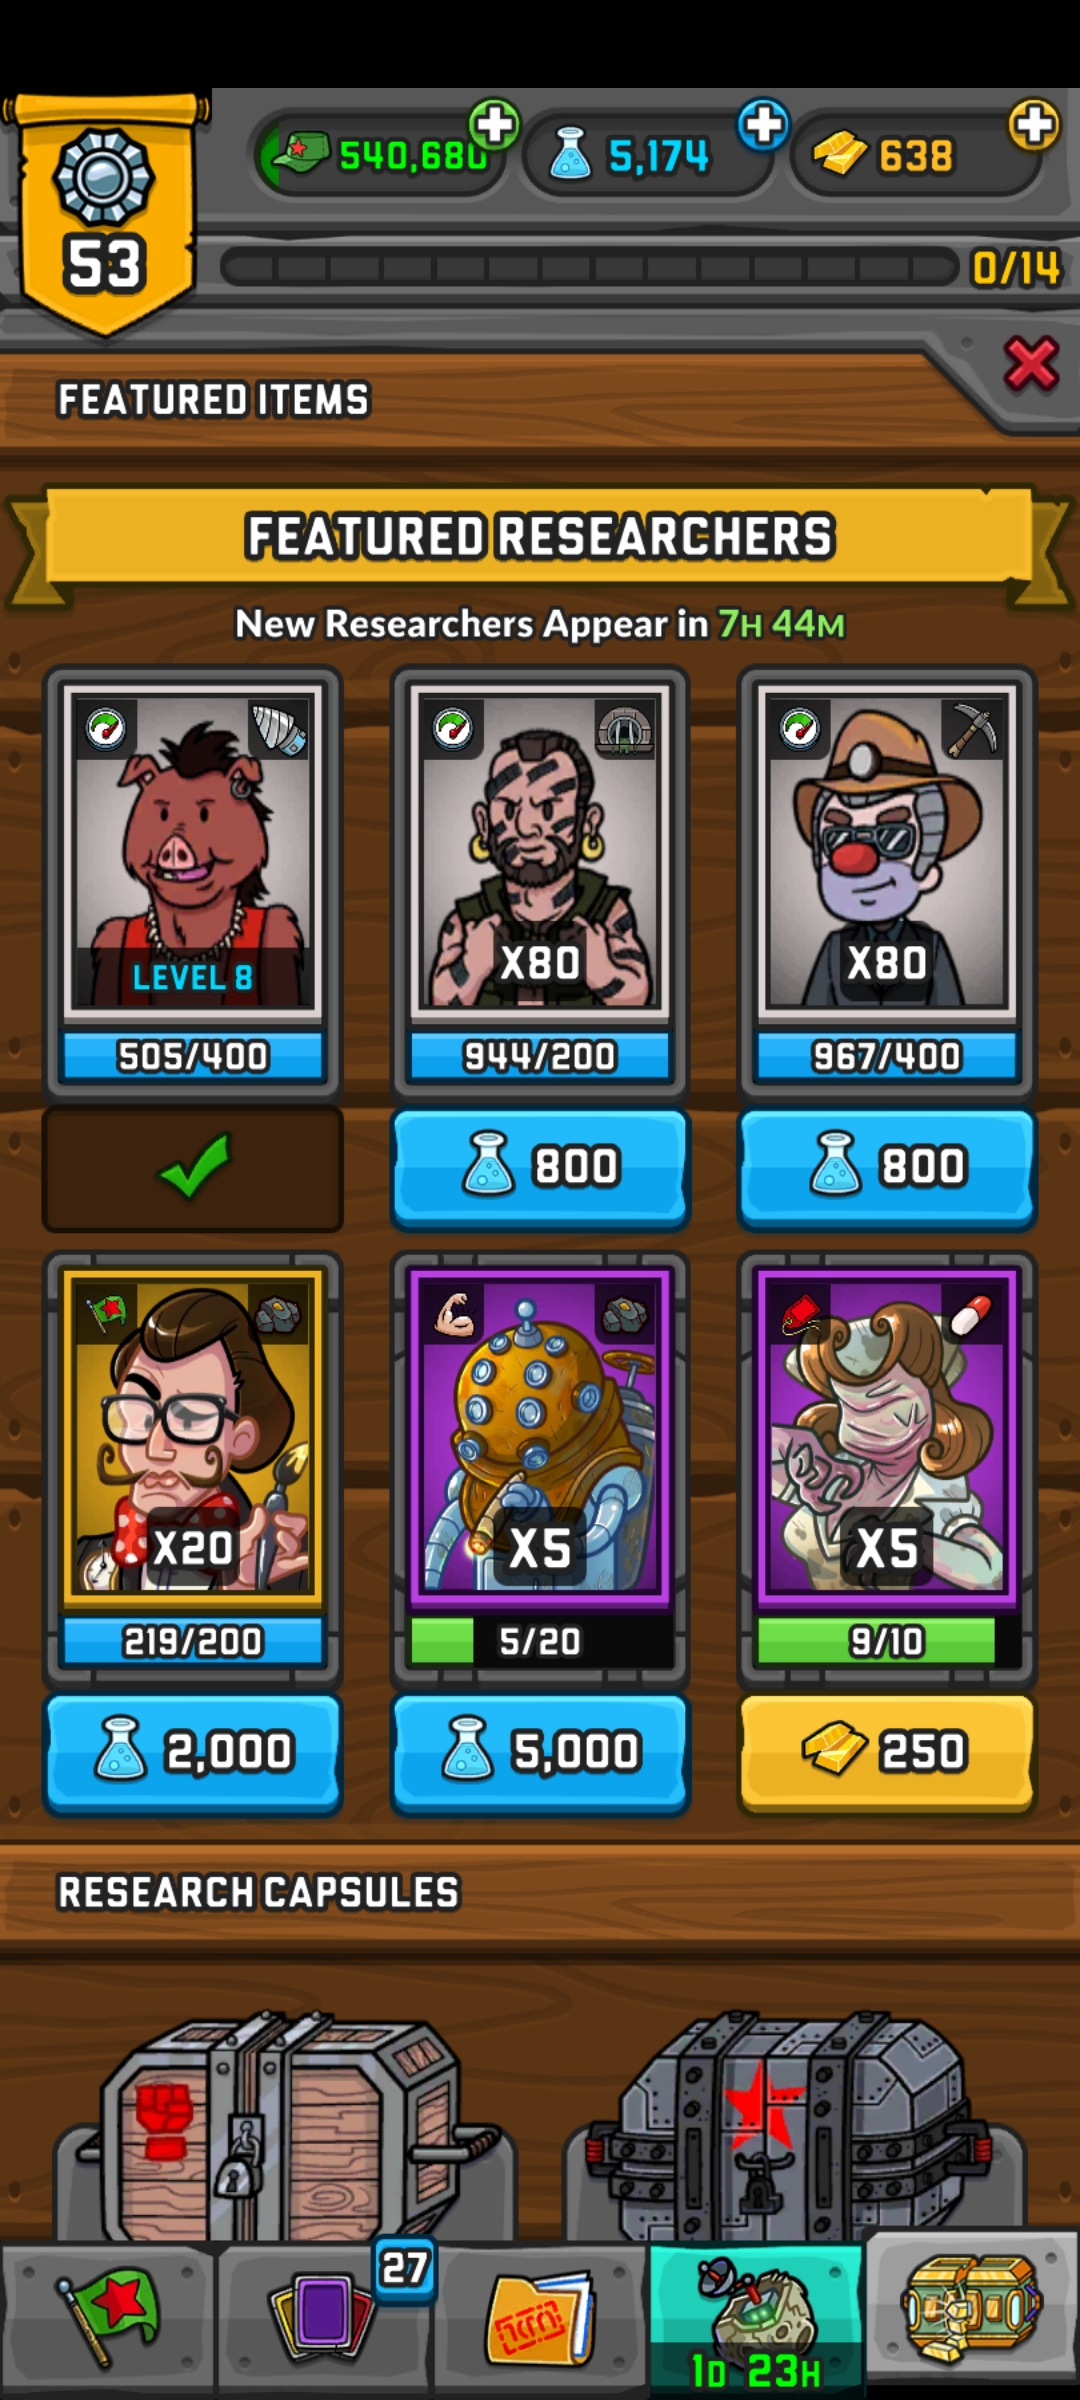 540,680
5,174
638
53
0/14
FEATURED ITEMS
FEATURED RESEARCHERS
New Researchers Appear in 7H 44M
LEVEL 8
X80
X80
505/400
944/200
967/400
800
800
X20
X5
X5
219/200
5/20
9/10
2,000
5,000
250
RESEARCH CAPSULES
27
1D 23H